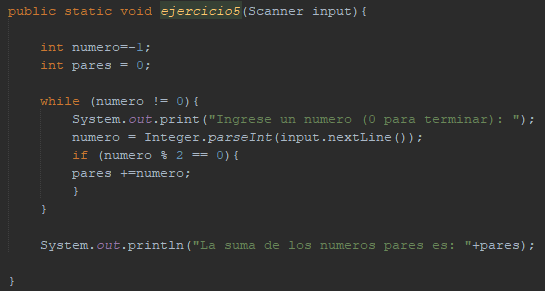 public static void ejercicio5(Scanner input){
int numero=-1;
int pares = 0;
while (numero != 0){
System.out.print("Ingrese un numero (0 para terminar): ");
numero = Integer.parseInt(input.nextLine());
if (numero % 2 == 0){
pares +=numero;
}
}
System.out.println("La suma de los numeros pares es: "+pares);
}